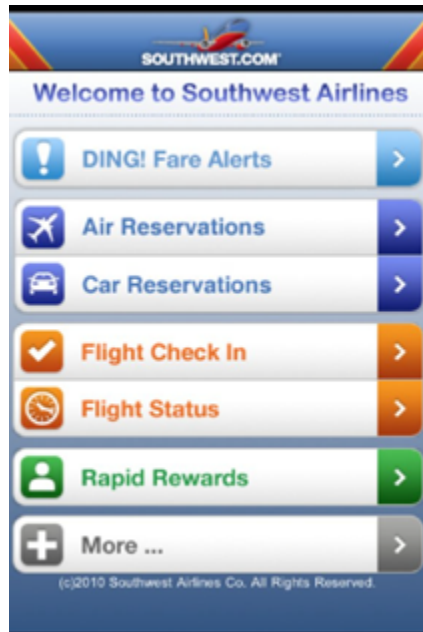 SOUTHWEST.COM
Welcome to Southwest Airlines
DING! Fare Alerts
Air Reservations
Car Reservations
Flight Check In
Flight Status
Rapid Rewards
More ...
(c)2010 Southwest Airlines Co. All Rights Reserved.